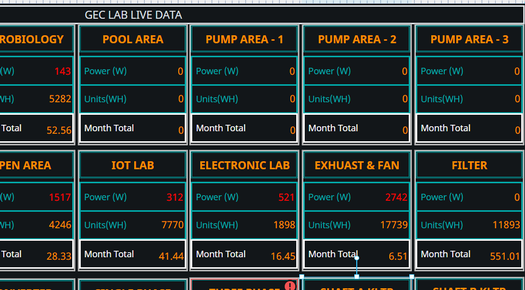 GEC LAB LIVE DATA
ROBIOLOGY POOL AREA PUMP AREA - 1 PUMP AREA - 2 PUMP AREA - 3
(W) 143 Power (W) 0 Power (W) 0 Power (W) 0 Power (W) 0
WH) 5282 Units(WH) 0 Units(WH) 0 Units(WH) 0 Units(WH) 0
Total 52.56 Month Total 0 Month Total 0 Month Total 0 Month Total 0
PEN AREA IOT LAB ELECTRONIC LAB EXHUAST & FAN FILTER
(W) 1517 Power (W) 312 Power (W) 521 Power (W) 2742 Power (W) 0
WH) 4246 Units(WH) 7770 Units(WH) 1898 Units(WH) 17739 Units(WH) 11893
Total 28.33 Month Total 41.44 Month Total 16.45 Month Total 6.51 Month Total 551.01